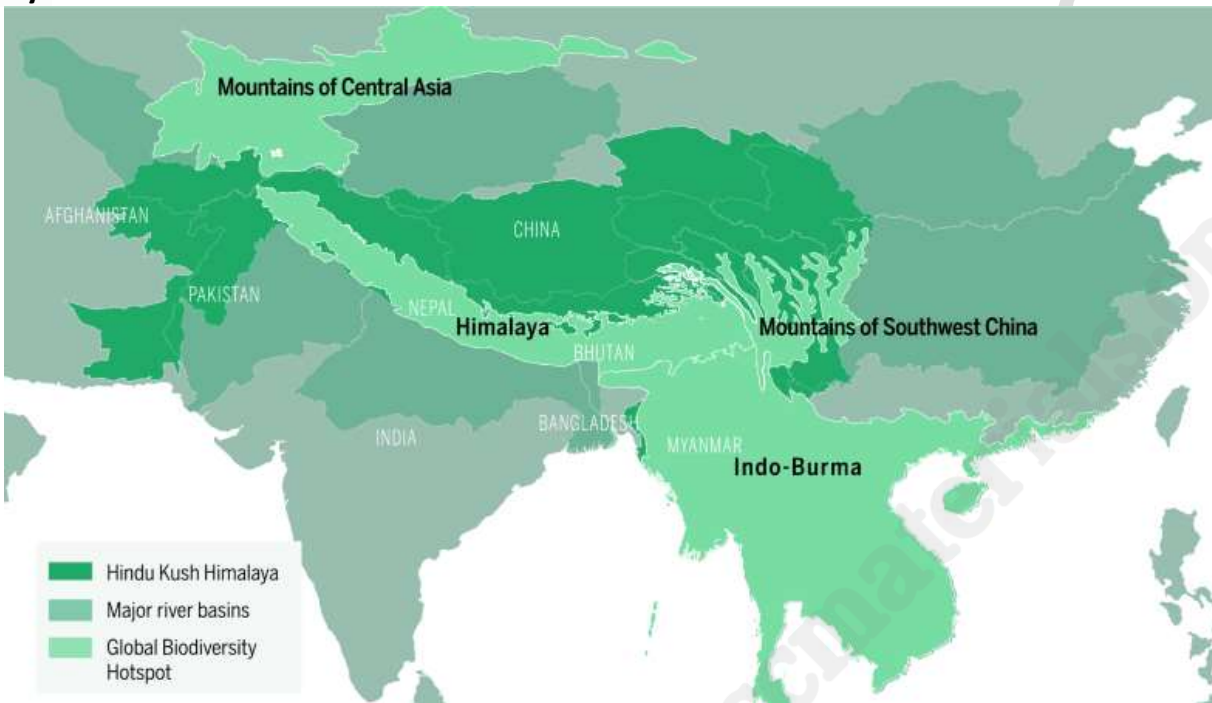 Mountains of Central Asia
AFGHANISTAN
CHINA
PAKISTAN
NEPAL
Himalaya
Mountains of Southwest China
BHUTAN
BANGLADESH
INDIA
MYANMAR
Indo-Burma
Hindu Kush Himalaya
Major river basins
Global Biodiversity
Hotspot